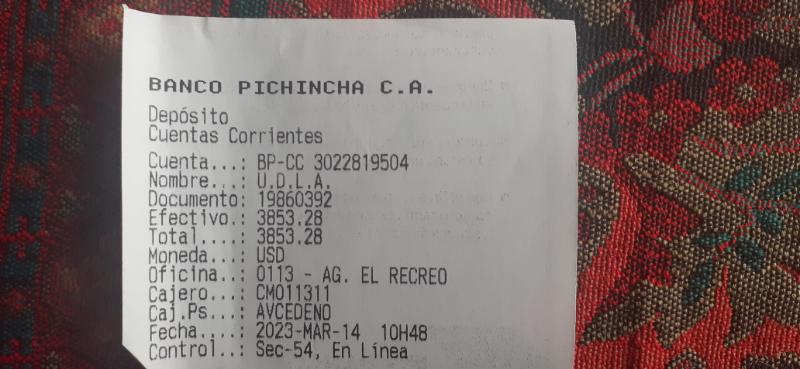 BANCO PICHINCHA C.A.
Depósito
Cuentas Corrientes
Cuenta...: BP-CC 3022819504
Nombre...: U.D.L.A.
Documento: 19860392
Efectivo.: 3853.28
Total....: 3853.28
Moneda...: USD
Oficina..: 0113 - AG. EL RECREO
Cajero...: CM011311
Caj.Ps...: AVCEDENO
Fecha....: 2023-MAR-14 10H48
Control..: Sec-54, En Línea